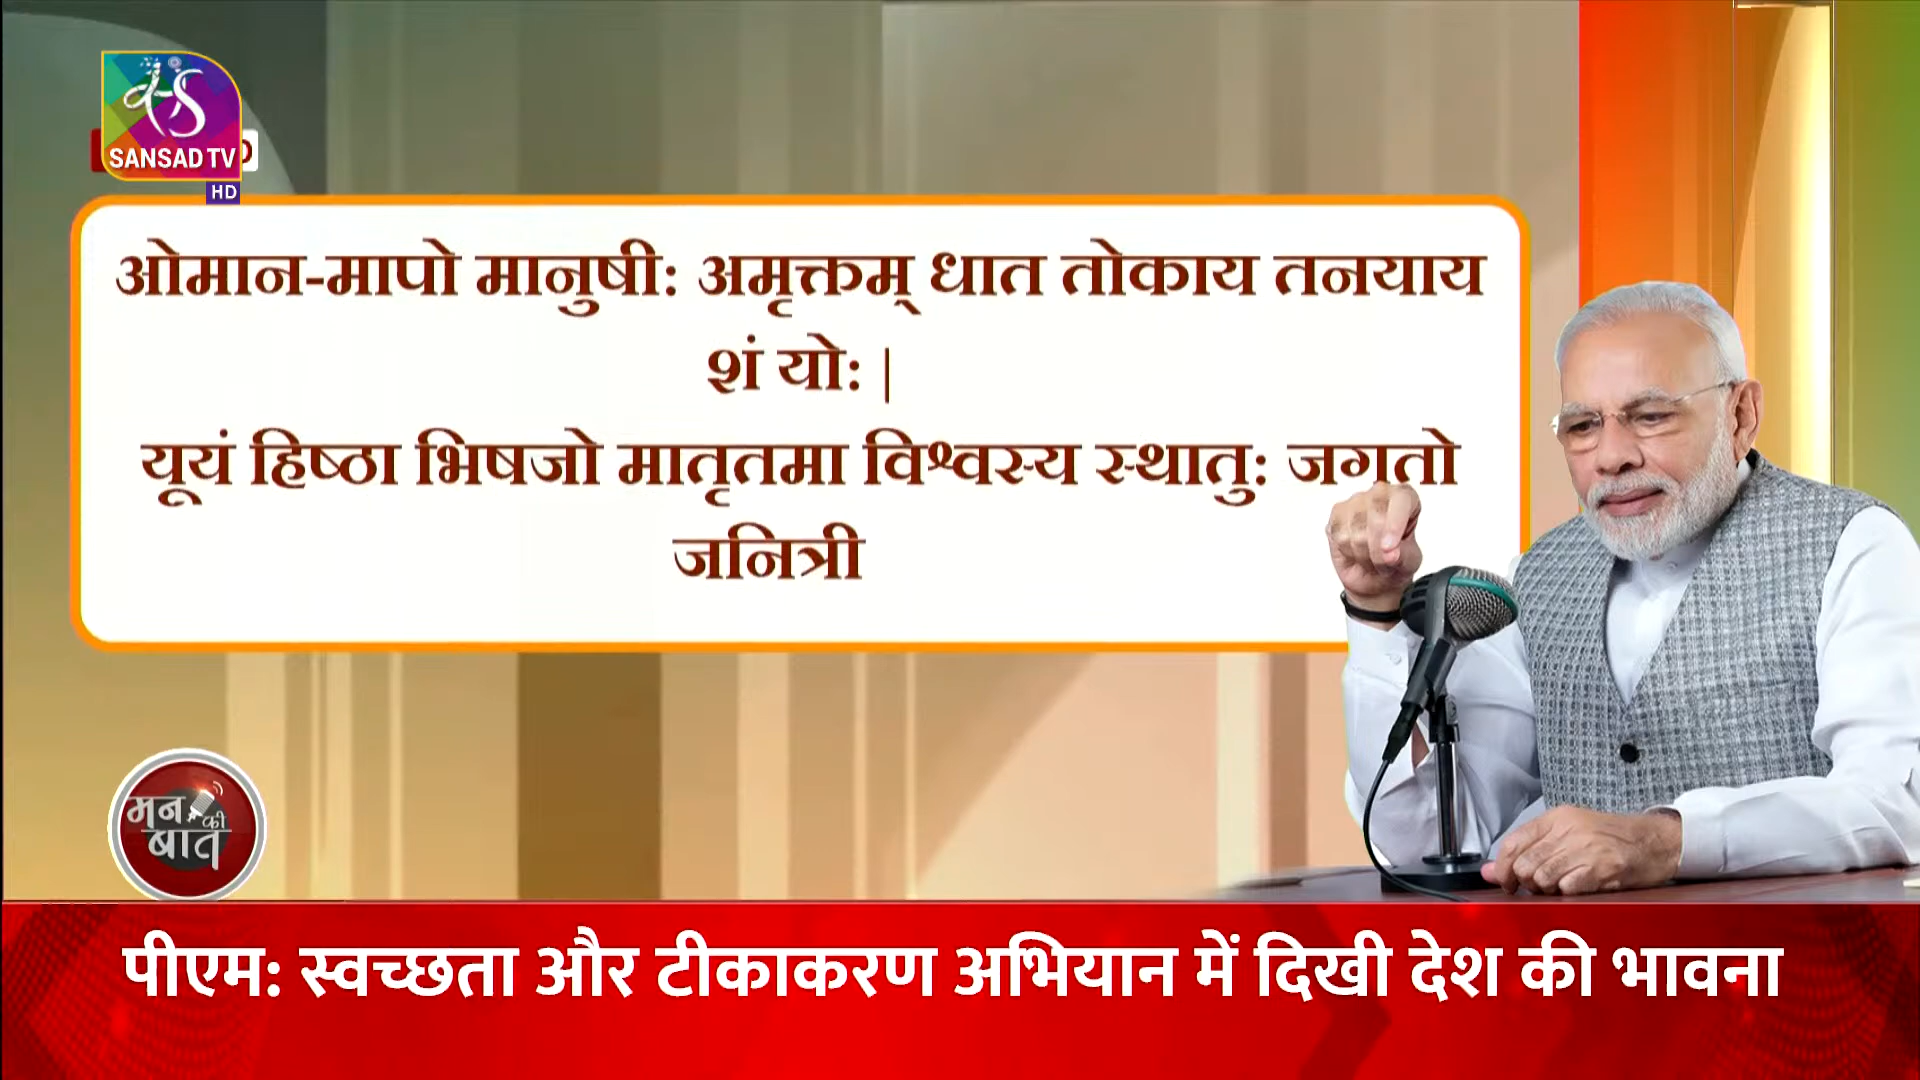 SANSAD TV
HD
ओमान-मापो मानुषी: अमृक्तम् धात तोकाय तनयाय
शं यो: |
यूयं हिष्ठा भिषजो मातृतमा विश्वस्य स्थातु: जगतो
जनित्री
मन की
बात
पीएम: स्वच्छता और टीकाकरण अभियान में दिखी देश की भावना